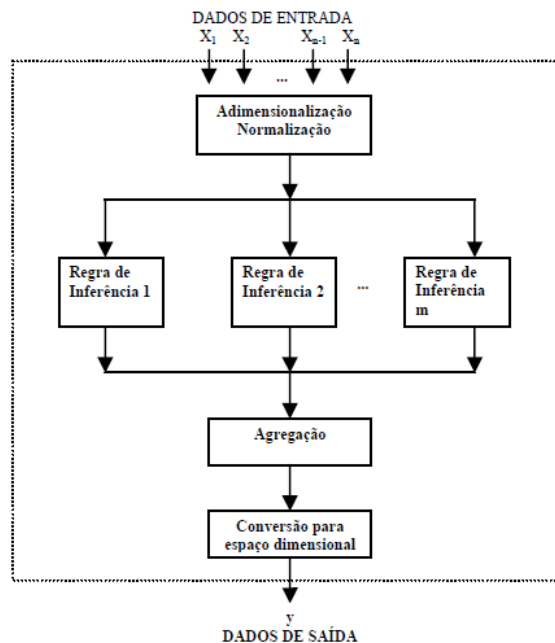 DADOS DE ENTRADA
X1 X2 Xn-1 Xn
...
Adimensionalização
Normalização
Regra de
Inferência 1
Regra de
Inferência 2
...
Regra de
Inferência
m
Agregação
Conversão para
espaço dimensional
y
DADOS DE SAÍDA